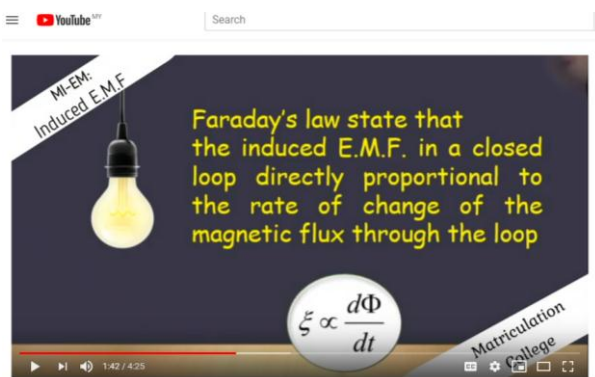 YouTube MY
Search
MI-EM:
Induced E.M.F
Faraday's law state that
the induced E.M.F. in a closed
loop directly proportional to
the rate of change of the
magnetic flux through the loop
ξ ∝ dΦ/dt
Matriculation
College
1:42 / 4:25